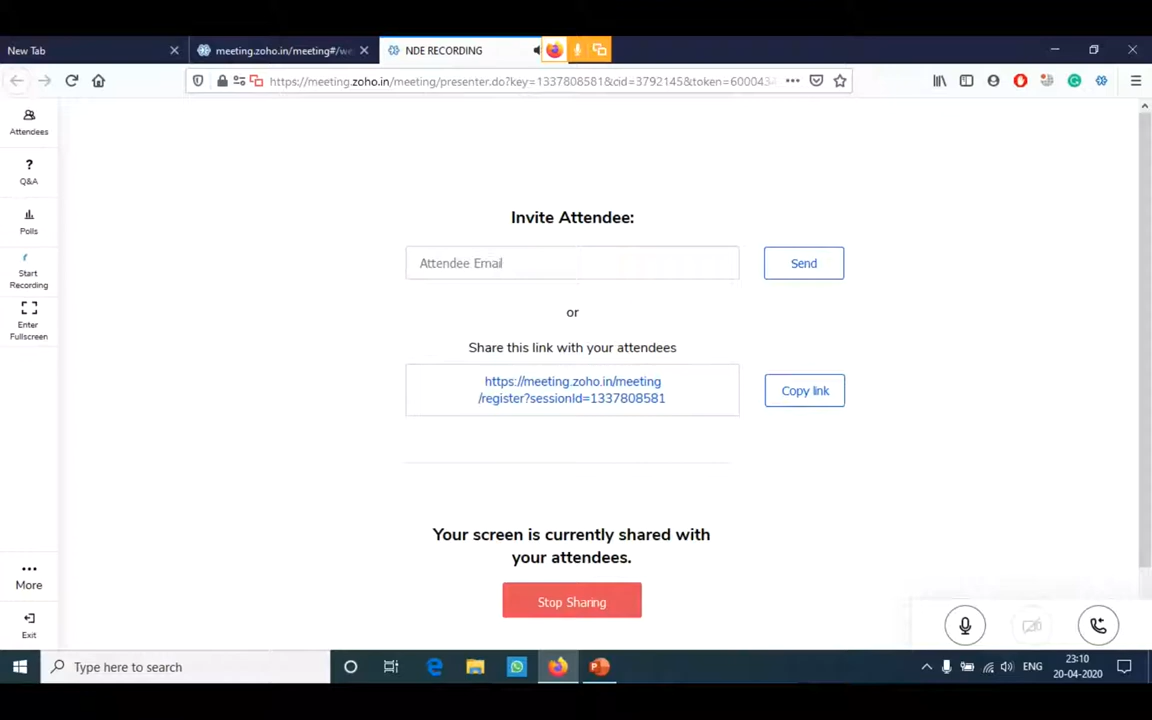 New Tab
meeting.zoho.in/meeting#/we
NDE RECORDING
https://meeting.zoho.in/meeting/presenter.do?key=1337808581&cid=3792145&token=6000434
Attendees
?
Q&A
Polls
Start
Recording
Enter
Fullscreen
More
Exit
Invite Attendee:
Attendee Email
Send
or
Share this link with your attendees
https://meeting.zoho.in/meeting
/register?sessionId=1337808581
Copy link
Your screen is currently shared with
your attendees.
Stop Sharing
Type here to search
ENG
23:10
20-04-2020